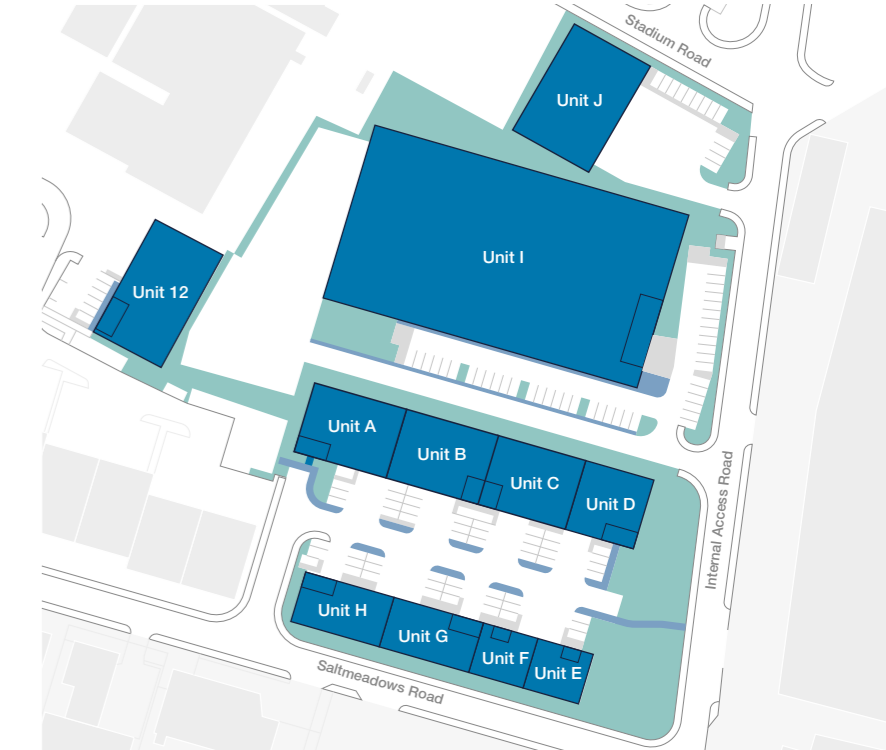 Stadium Road
Unit J
Unit I
Unit 12
Unit A
Unit B
Unit C
Unit D
Internal Access Road
Unit H
Unit G
Unit F
Unit E
Saltmeadows Road